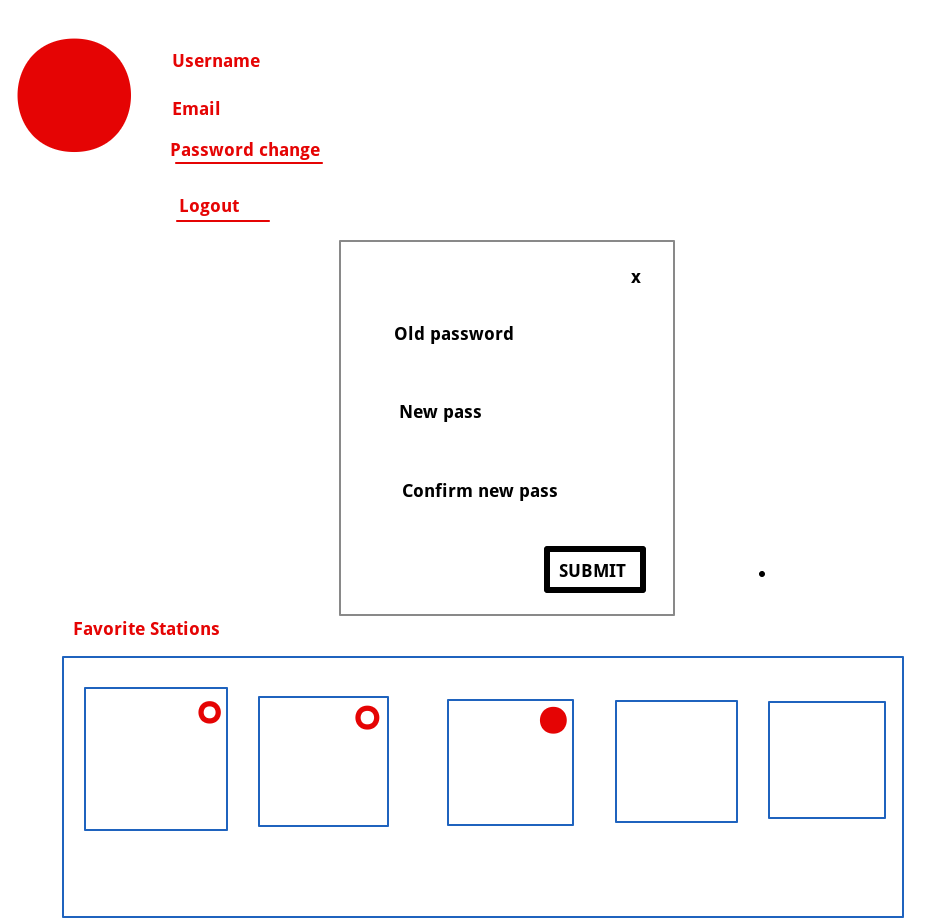 Username
Email
Password change
Logout
x
Old password
New pass
Confirm new pass
SUBMIT
Favorite Stations